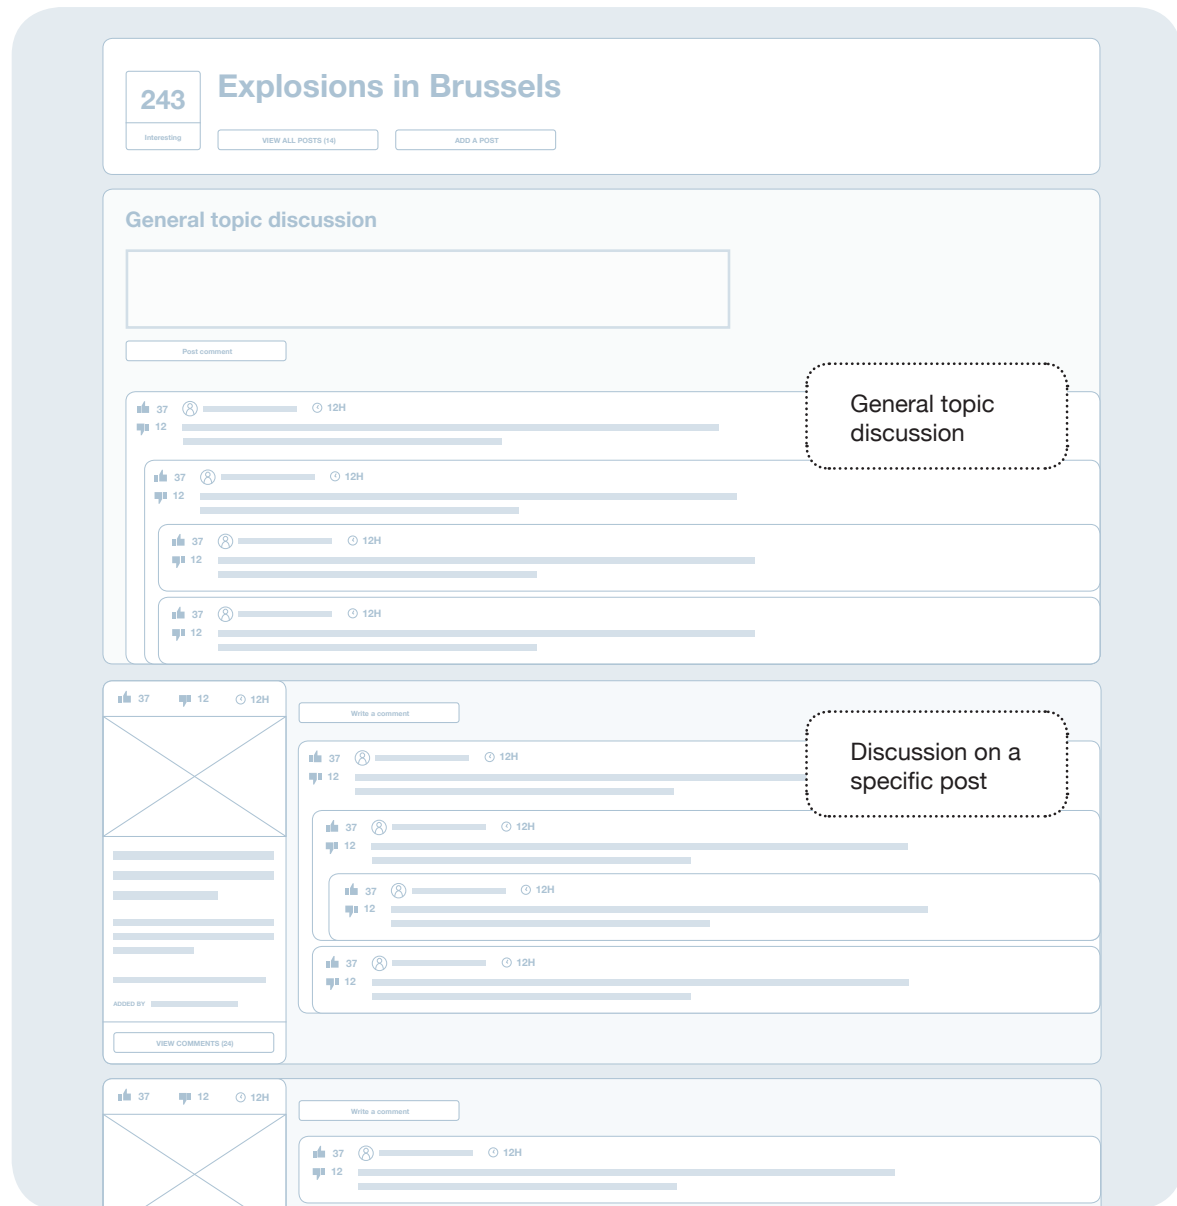 243
Interesting
Explosions in Brussels
VIEW ALL POSTS (14)
ADD A POST
General topic discussion
Post comment
General topic
discussion
37 12H
12
37 12H
12
37 12H
12
37 12H
12
37 12 12H
ADDED BY
VIEW COMMENTS (24)
Write a comment
Discussion on a
specific post
37 12H
12
37 12H
12
37 12H
12
37 12H
12
37 12 12H
Write a comment
37 12H
12